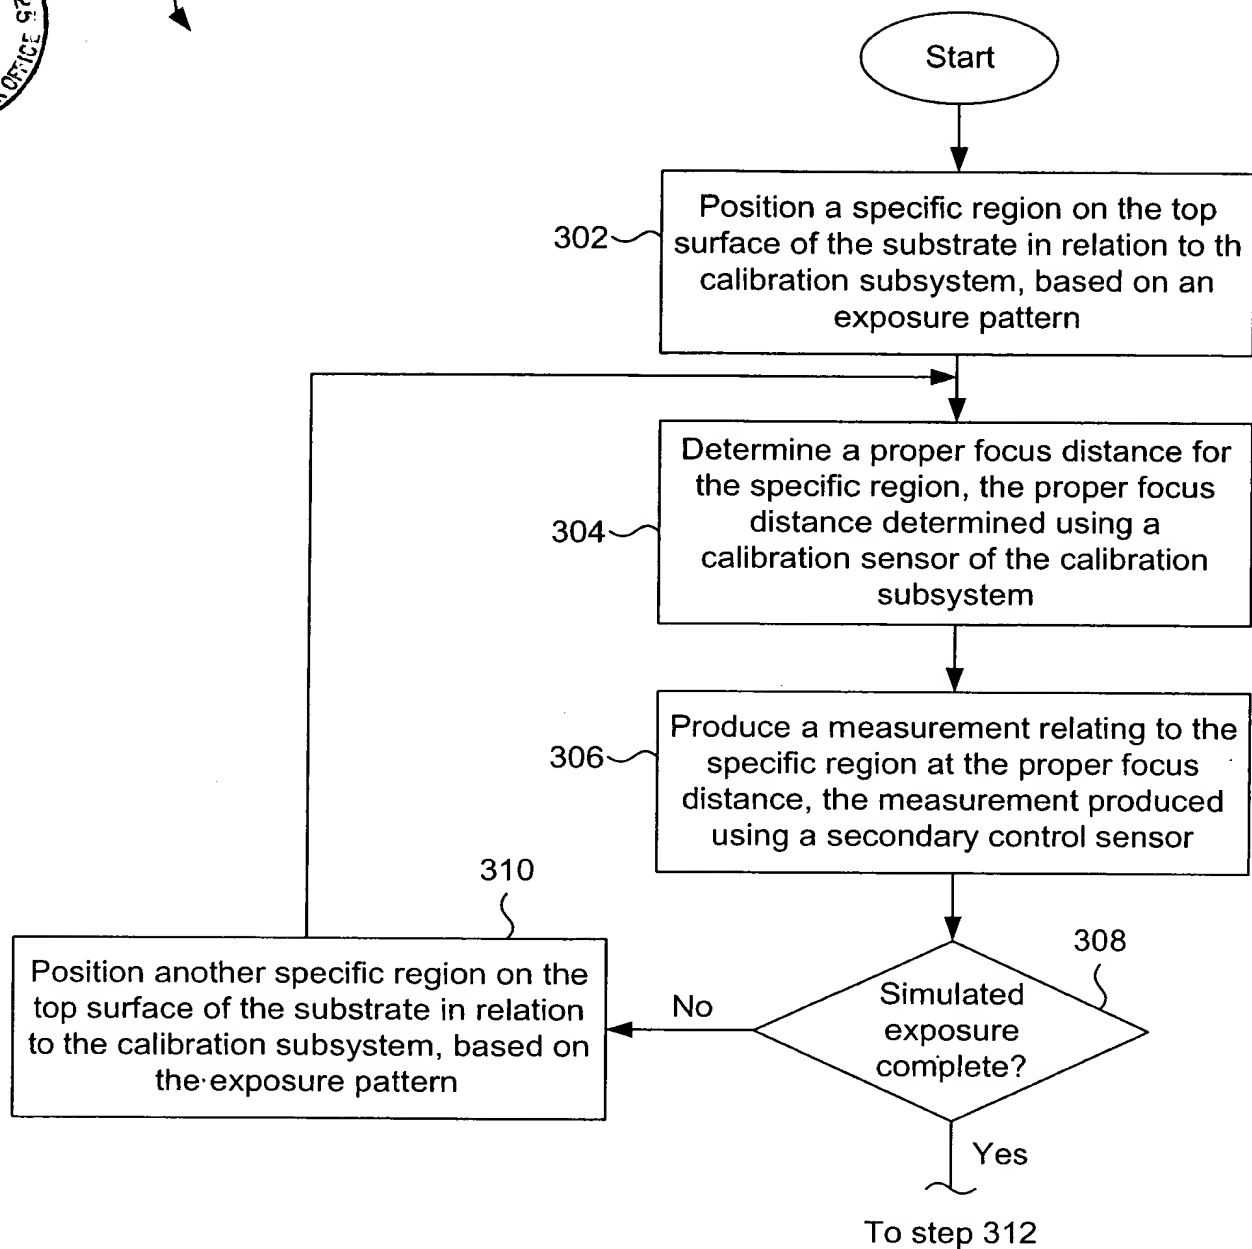 25
OFFICE
Start
302
Position a specific region on the top
surface of the substrate in relation to th
calibration subsystem, based on an
exposure pattern
304
Determine a proper focus distance for
the specific region, the proper focus
distance determined using a
calibration sensor of the calibration
subsystem
306
Produce a measurement relating to the
specific region at the proper focus
distance, the measurement produced
using a secondary control sensor
310
Position another specific region on the
top surface of the substrate in relation
to the calibration subsystem, based on
the exposure pattern
No
308
Simulated
exposure
complete?
Yes
To step 312